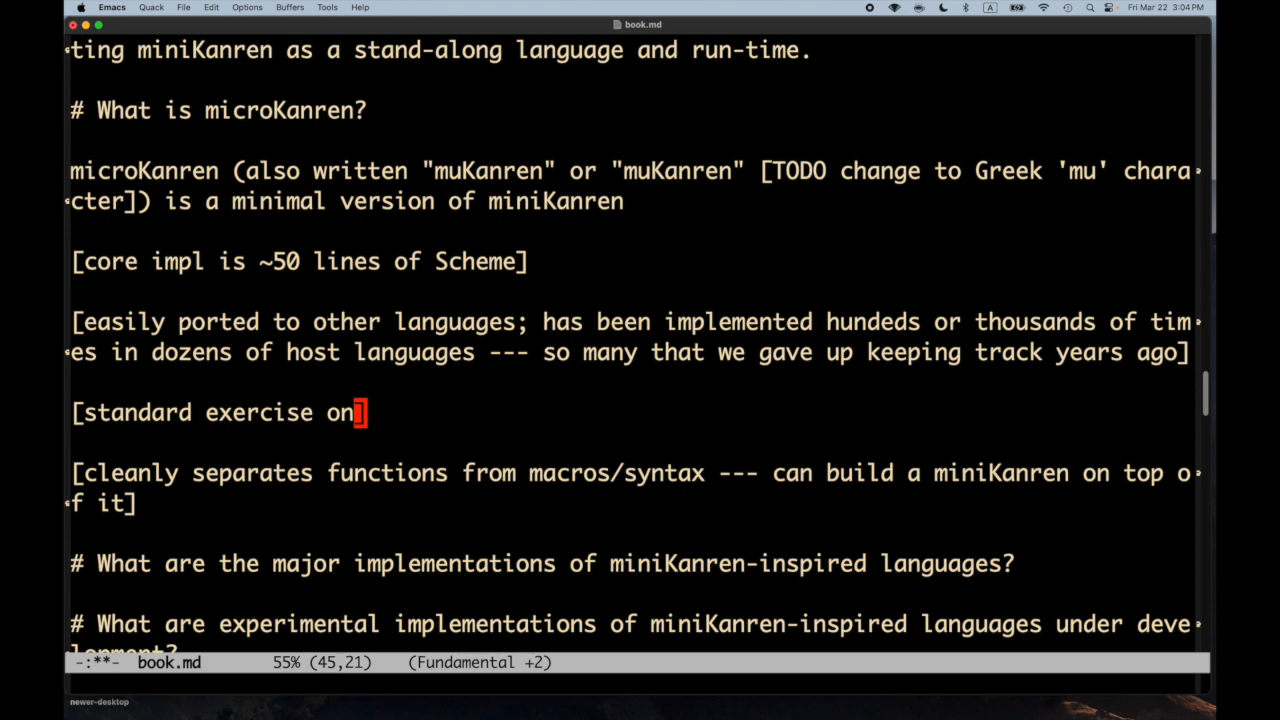 Emacs Quack File Edit Options Buffers Tools Help Fri Mar 22 3:04 PM
book.md
ting miniKanren as a stand-along language and run-time.
# What is microKanren?
microKanren (also written "muKanren" or "muKanren" [TODO change to Greek 'mu' chara
cter]) is a minimal version of miniKanren
[core impl is ~50 lines of Scheme]
[easily ported to other languages; has been implemented hundeds or thousands of tim
es in dozens of host languages --- so many that we gave up keeping track years ago]
[standard exercise on]
[cleanly separates functions from macros/syntax --- can build a miniKanren on top o
f it]
# What are the major implementations of miniKanren-inspired languages?
# What are experimental implementations of miniKanren-inspired languages under deve
lopment?
-:**- book.md 55% (45,21) (Fundamental +2)
newer-desktop